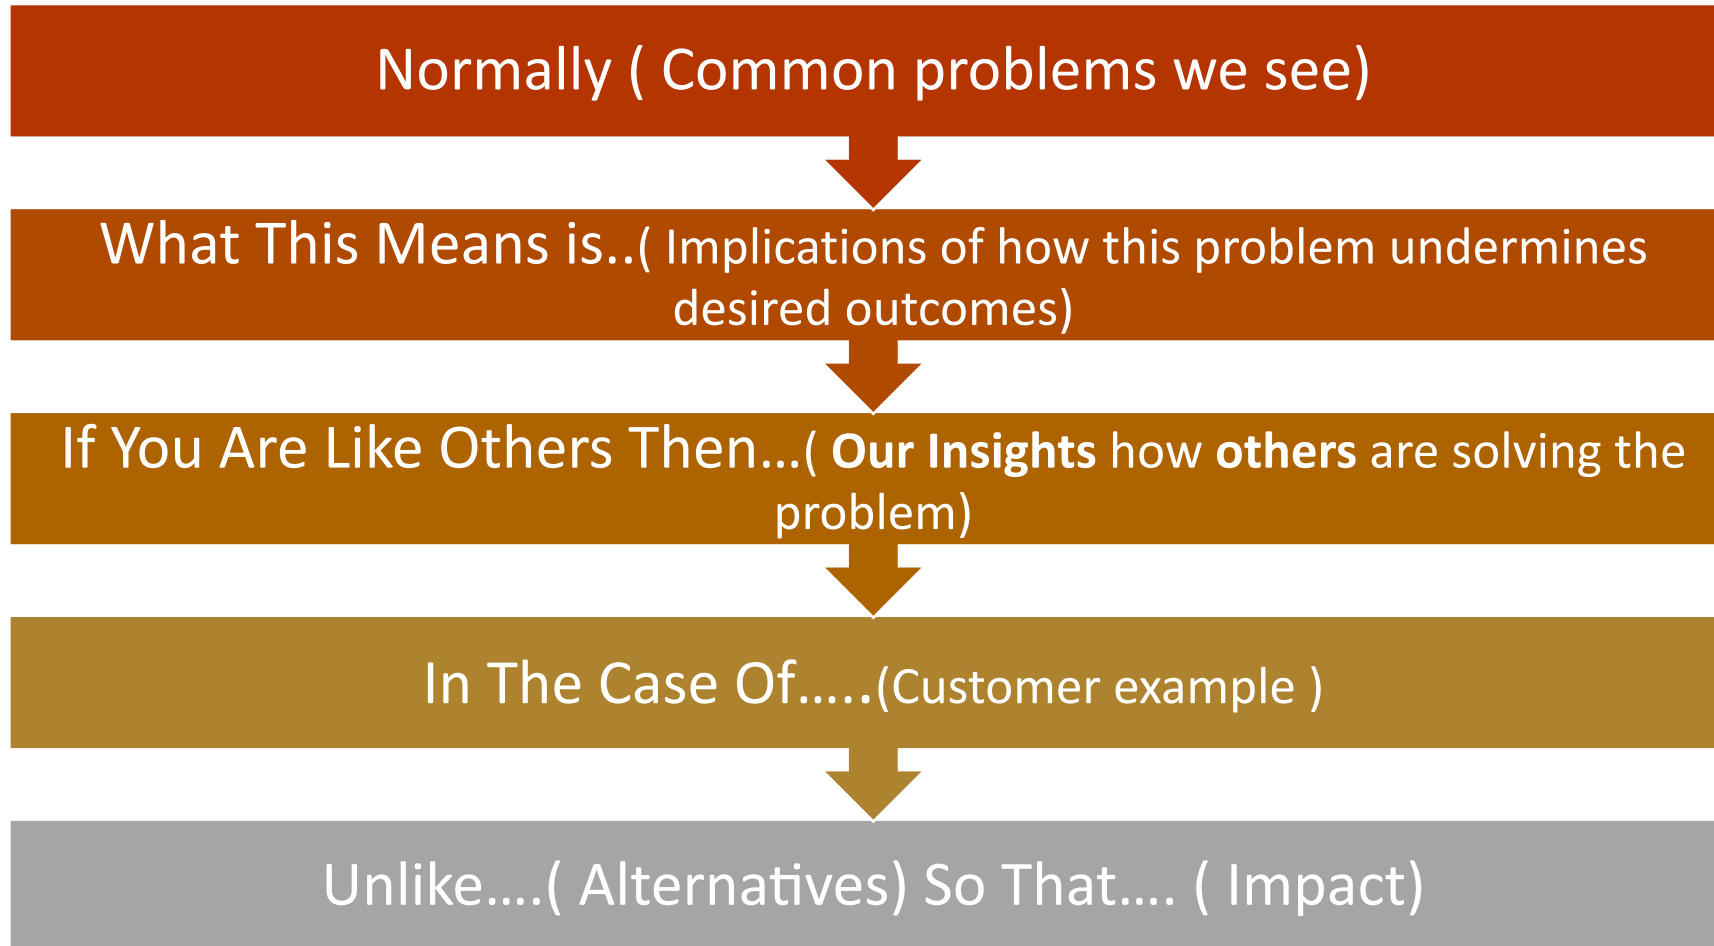 Normally ( Common problems we see)
What This Means is..( Implications of how this problem undermines
desired outcomes)
If You Are Like Others Then...( Our Insights how others are solving the
problem)
In The Case Of.....(Customer example )
Unlike....( Alternatives) So That.... ( Impact)